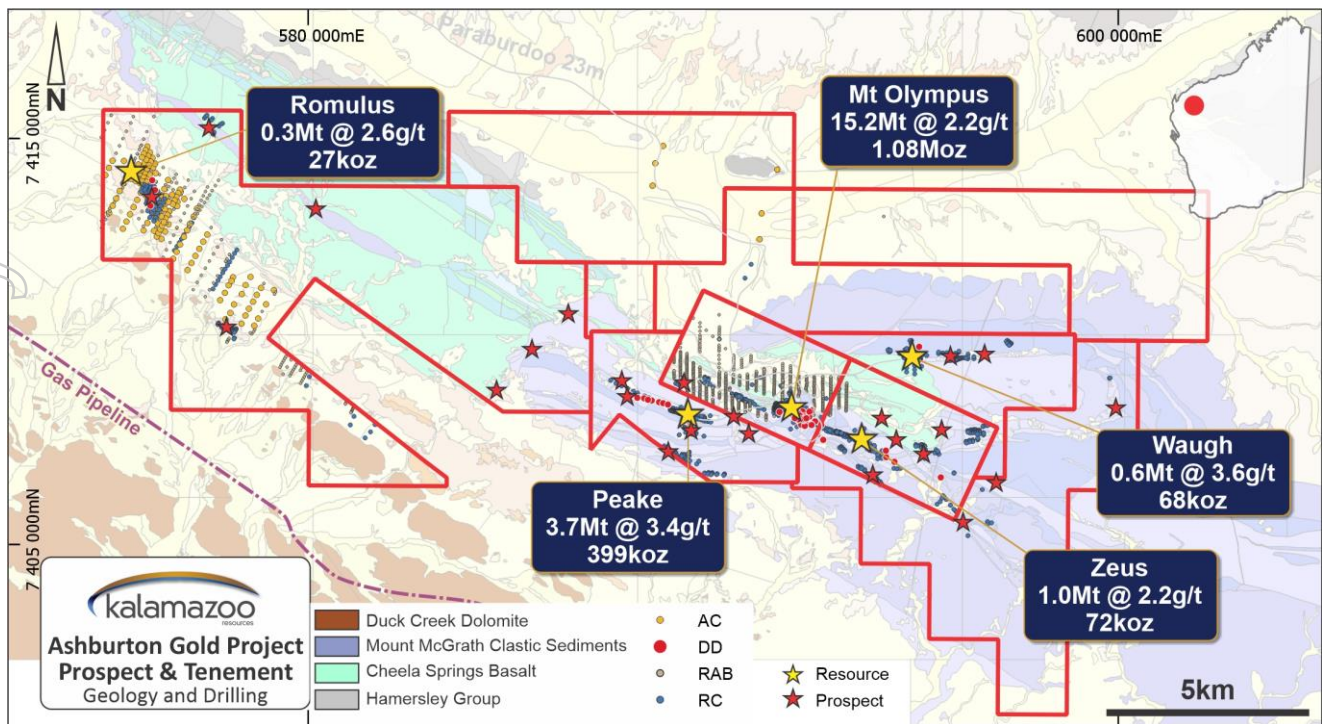 580 000mE
600 000mE
Paraburdoo 23m
N
7 415 000mN
7 405 000mN
Romulus
0.3Mt @ 2.6g/t
27koz
Mt Olympus
15.2Mt @ 2.2g/t
1.08Moz
Gas Pipeline
Peake
3.7Mt @ 3.4g/t
399koz
Waugh
0.6Mt @ 3.6g/t
68koz
Zeus
1.0Mt @ 2.2g/t
72koz
kalamazoo
resources
Ashburton Gold Project
Prospect & Tenement
Geology and Drilling
Duck Creek Dolomite
Mount McGrath Clastic Sediments
Cheela Springs Basalt
Hamersley Group
AC
DD
RAB
RC
Resource
Prospect
5km